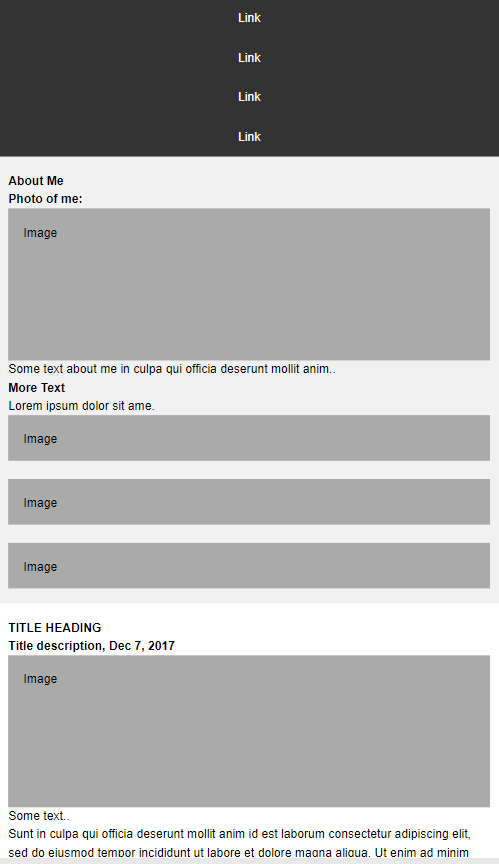 Link
Link
Link
Link
About Me
Photo of me:
Image
Some text about me in culpa qui officia deserunt mollit anim..
More Text
Lorem ipsum dolor sit ame.
Image
Image
Image
TITLE HEADING
Title description, Dec 7, 2017
Image
Some text..
Sunt in culpa qui officia deserunt mollit anim id est laborum consectetur adipiscing elit,
sed do eiusmod tempor incididunt ut labore et dolore magna aliqua. Ut enim ad minim